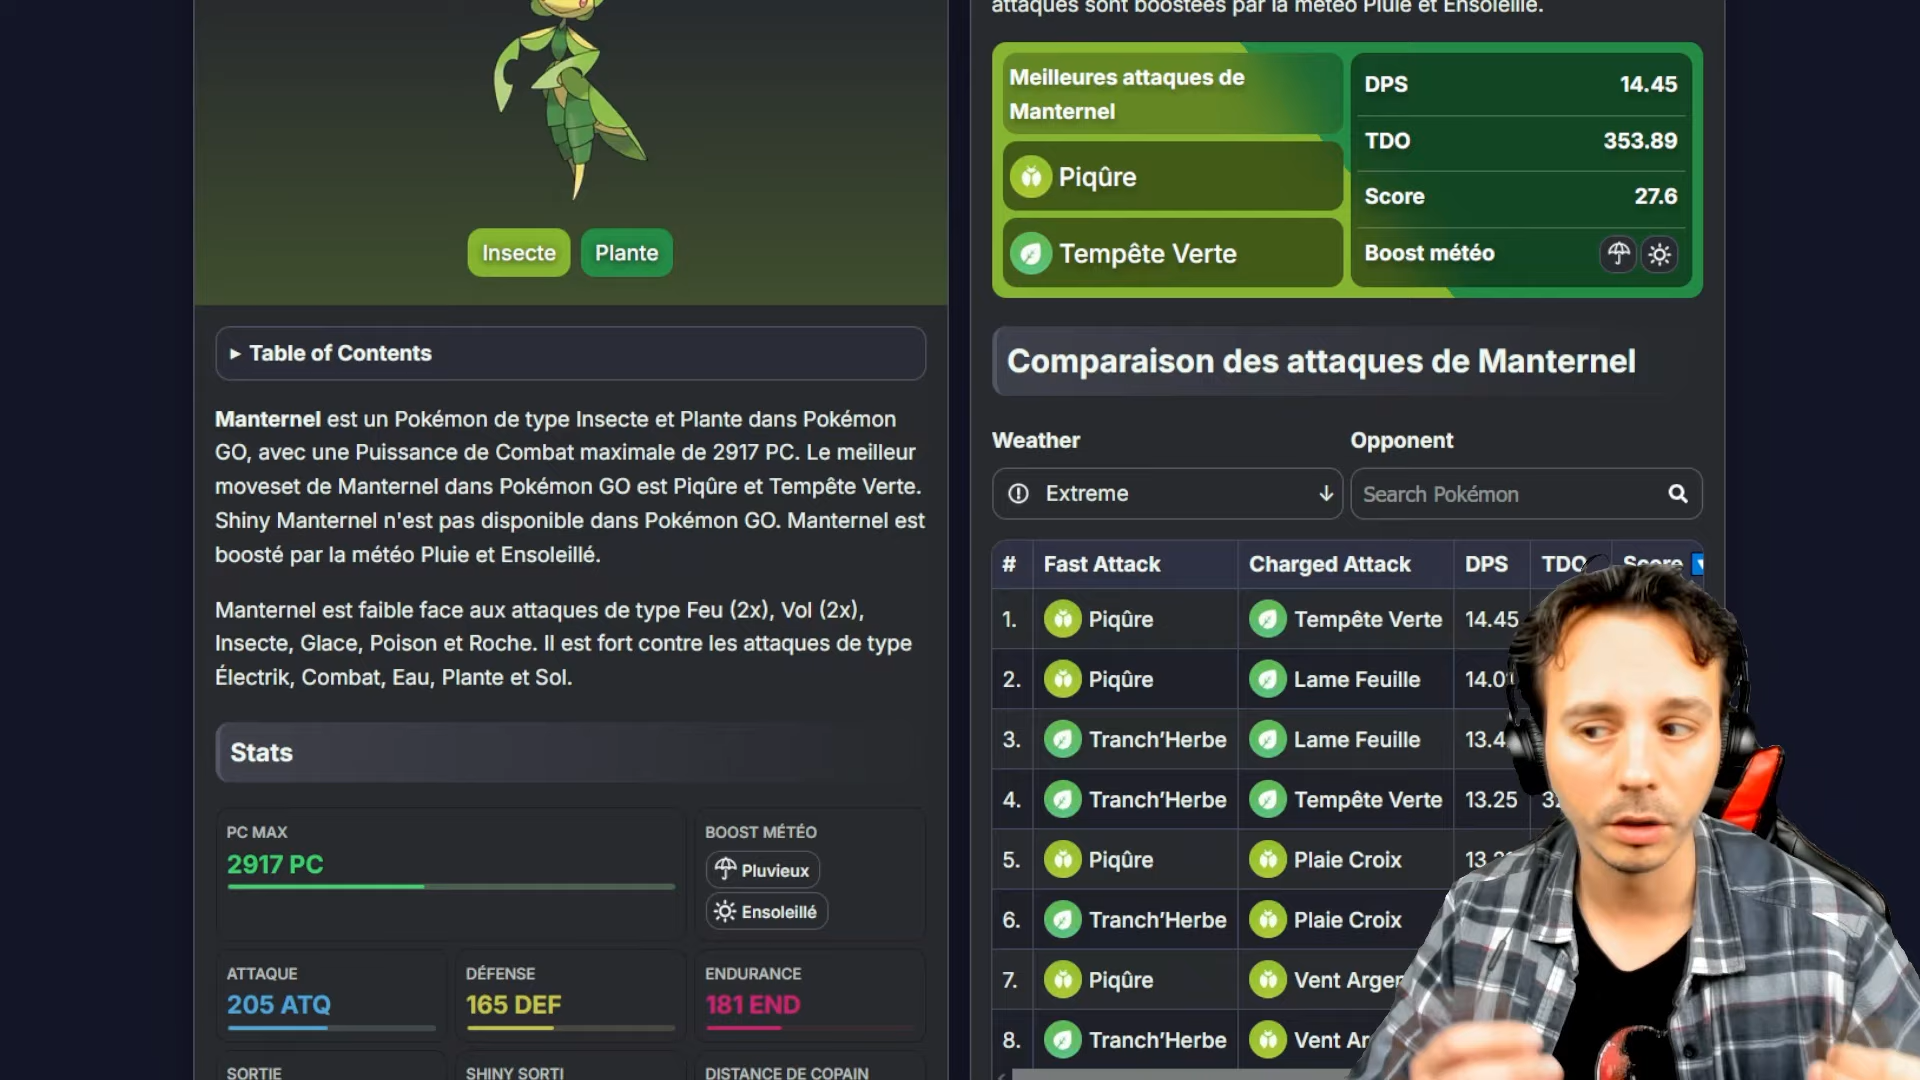 attaques sont boostées par la météo Pluie et Ensoleillé.
Meilleures attaques de
Manternel
Piqûre
Tempête Verte
DPS 14.45
TDO 353.89
Score 27.6
Boost météo
Insecte Plante
▸ Table of Contents
Manternel est un Pokémon de type Insecte et Plante dans Pokémon
GO, avec une Puissance de Combat maximale de 2917 PC. Le meilleur
moveset de Manternel dans Pokémon GO est Piqûre et Tempête Verte.
Shiny Manternel n'est pas disponible dans Pokémon GO. Manternel est
boosté par la météo Pluie et Ensoleillé.
Manternel est faible face aux attaques de type Feu (2x), Vol (2x),
Insecte, Glace, Poison et Roche. Il est fort contre les attaques de type
Électrik, Combat, Eau, Plante et Sol.
Stats
PC MAX
2917 PC
BOOST MÉTÉO
Pluvieux
Ensoleillé
ATTAQUE
205 ATQ
DÉFENSE
165 DEF
ENDURANCE
181 END
SORTIE
SHINY SORTI
DISTANCE DE COPAIN
Comparaison des attaques de Manternel
Weather
Extreme
Opponent
Search Pokémon
# Fast Attack Charged Attack DPS TDO Score
1. Piqûre Tempête Verte 14.45
2. Piqûre Lame Feuille
3. Tranch'Herbe Lame Feuille
4. Tranch'Herbe Tempête Verte 13.25
5. Piqûre Plaie Croix
6. Tranch'Herbe Plaie Croix
7. Piqûre Vent
8. Tranch'Herbe Vent